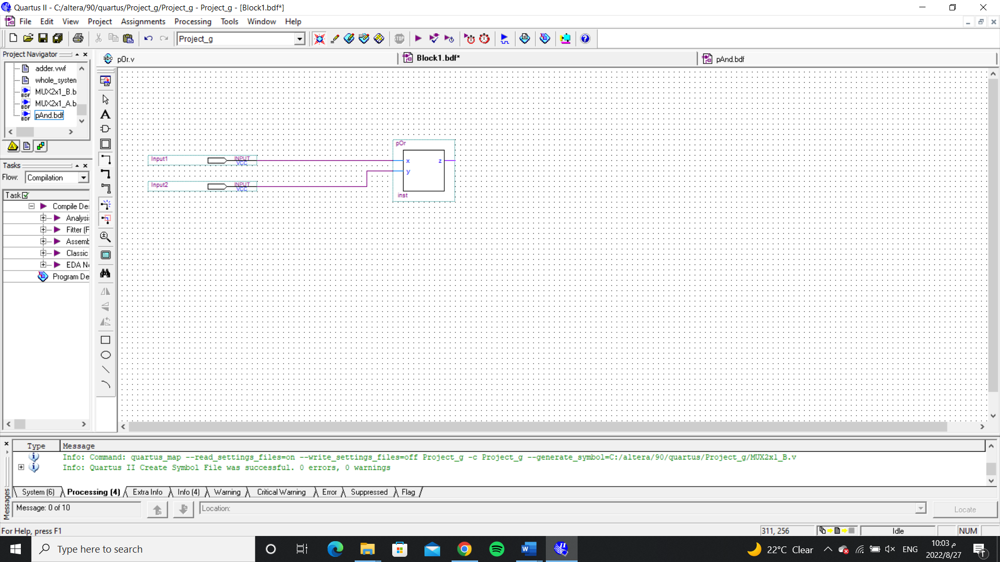 Quartus II - C:/altera/90/quartus/Project_g/Project_g - Project_g - [Block1.bdf*]
File Edit View Project Assignments Processing Tools Window Help
Project_g
Project Navigator
adder.vwf
whole_system
MUX2x1_B.b
MUX2x1_A.b
pAnd.bdf
pOr.v
Block1.bdf*
pAnd.bdf
Tasks
Flow: Compilation
Task
Compile De
Analysi
Fitter (F
Assemb
Classic
EDA N
Program De
Input1 INPUT VCC
Input2 INPUT VCC
pOr
x z
y
inst
Type Message
Info: Command: quartus_map --read_settings_files=on --write_settings_files=off Project_g -c Project_g --generate_symbol=C:/altera/90/quartus/Project_g/MUX2x1_B.v
Info: Quartus II Create Symbol File was successful. 0 errors, 0 warnings
System (6) Processing (4) Extra Info Info (4) Warning Critical Warning Error Suppressed Flag
Messages
Message: 0 of 10 Location: Locate
For Help, press F1 311, 256 Idle NUM
Type here to search
22°C Clear ENG
10:03 م
2022/8/27